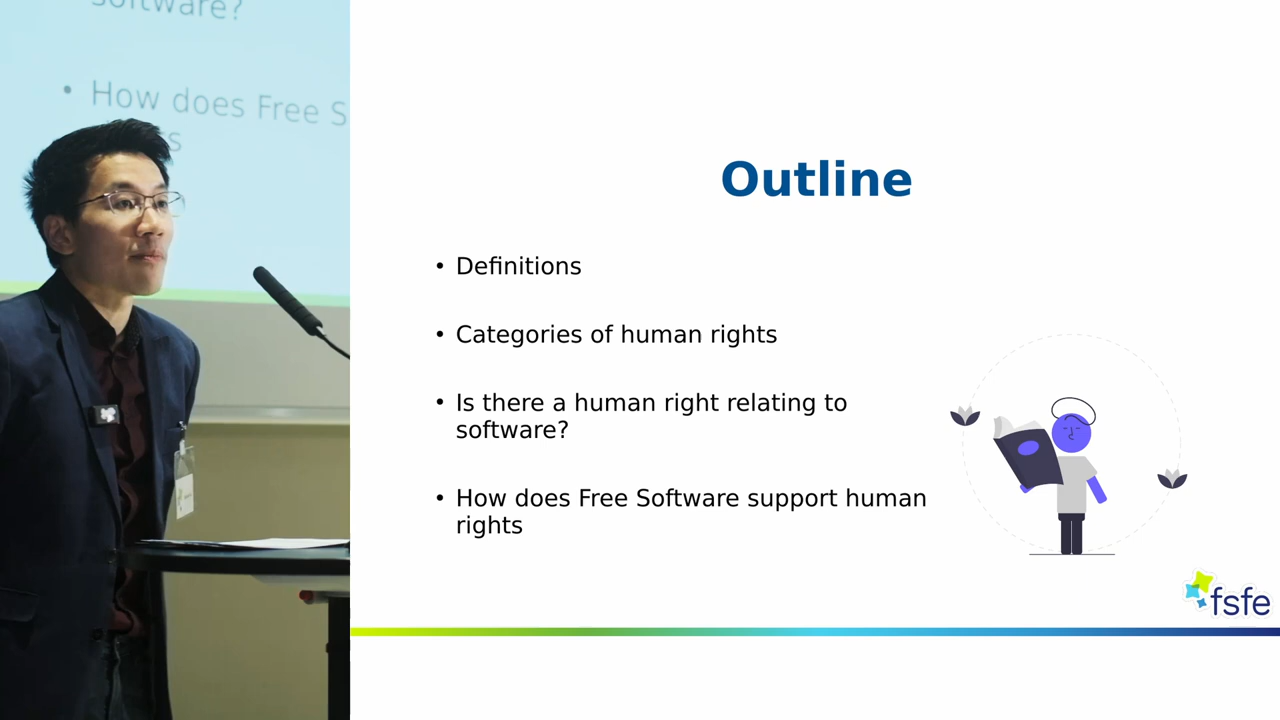 software?
• How does Free S
s
Outline
• Definitions
• Categories of human rights
• Is there a human right relating to
software?
• How does Free Software support human
rights
fsfe